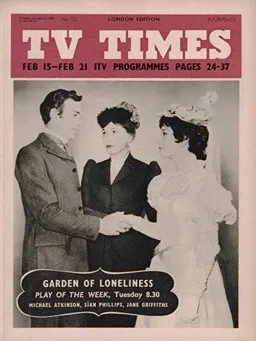 LONDON EDITION
FOURPENCE
TV TIMES
FEB 15—FEB 21 ITV PROGRAMMES PAGES 24-37
GARDEN OF LONELINESS
PLAY OF THE WEEK, Tuesday 8.30
MICHAEL ATKINSON, SIÂN PHILLIPS, JANE GRIFFITHS